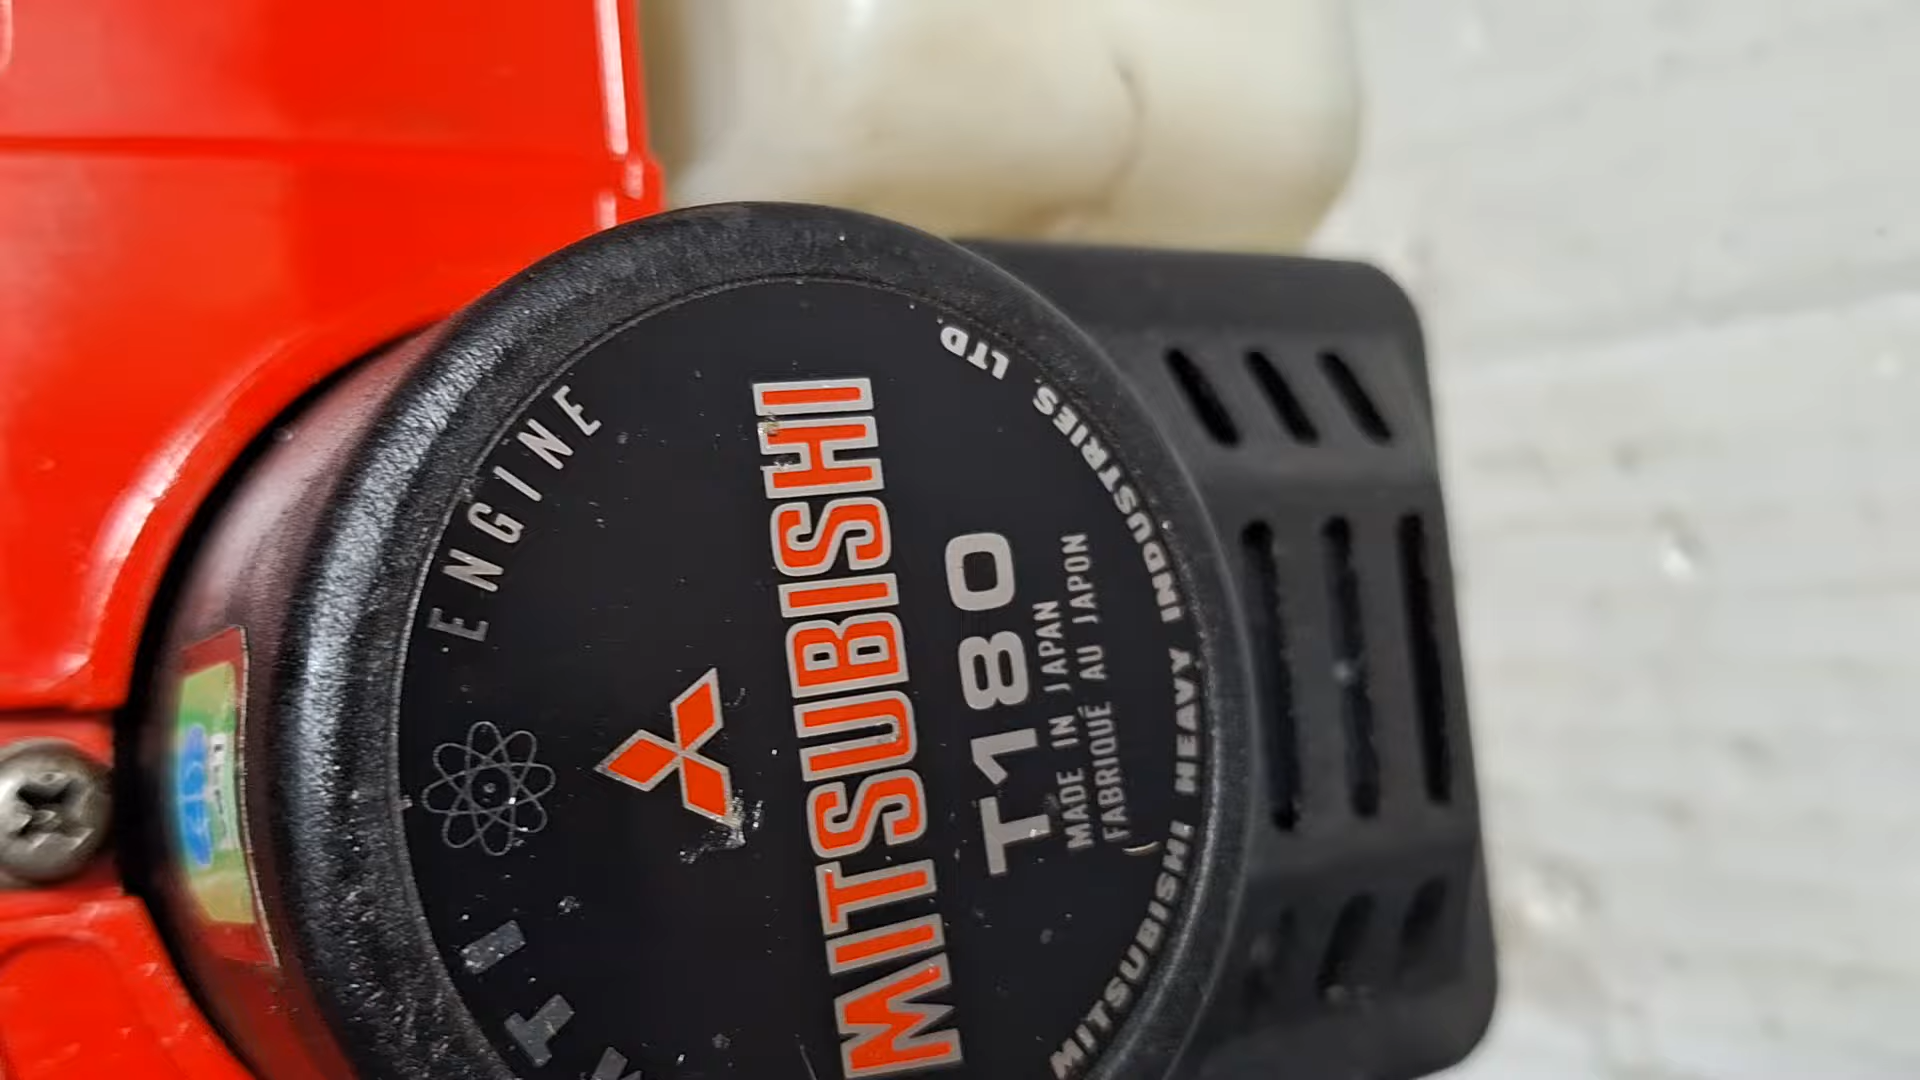 ENGINE
MITSUBISHI
T180
MADE IN JAPAN
FABRIQUÉ AU JAPON
MITSUBISHI HEAVY INDUSTRIES, LTD.